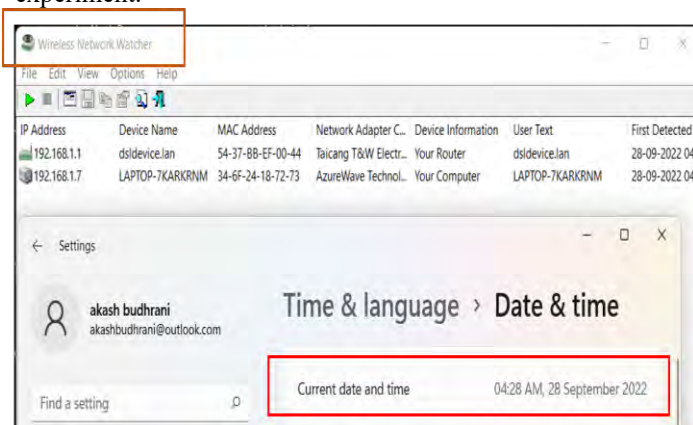 experiment.
Wireless Network Watcher
File Edit View Options Help
IP Address Device Name MAC Address Network Adapter C... Device Information User Text First Detected
192.168.1.1 dsldevice.lan 54-37-BB-EF-00-44 Taicang T&W Electr... Your Router dsldevice.lan 28-09-2022 04
192.168.1.7 LAPTOP-7KARKRNM 34-6F-24-18-72-73 AzureWave Technol... Your Computer LAPTOP-7KARKRNM 28-09-2022 04
Settings
akash budhrani
akashbudhrani@outlook.com
Time & language > Date & time
Current date and time 04:28 AM, 28 September 2022
Find a setting